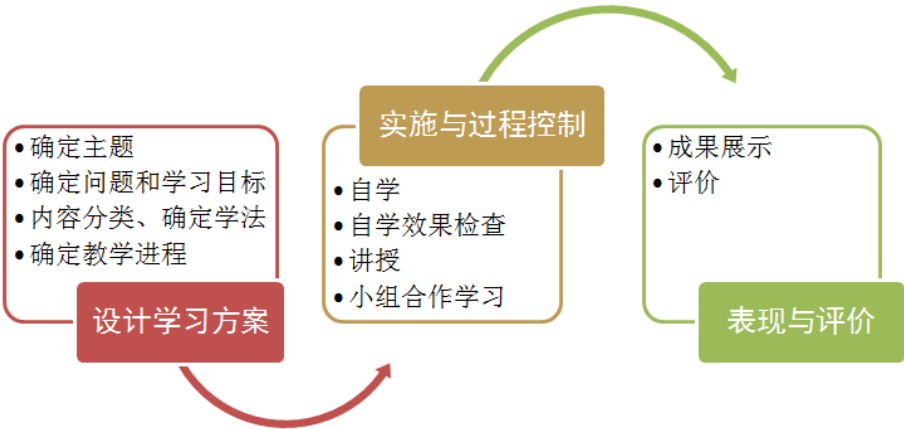 • 确定主题
• 确定问题和学习目标
• 内容分类、确定学法
• 确定教学进程
设计学习方案
实施与过程控制
• 自学
• 自学效果检查
• 讲授
• 小组合作学习
• 成果展示
• 评价
表现与评价